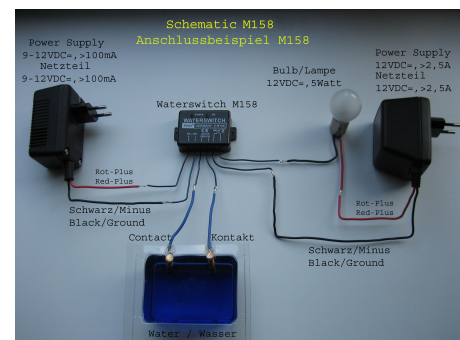 Schematic M158
Anschlussbeispiel M158
Power Supply
9-12VDC=,>100mA
Netzteil
9-12VDC=,>100mA
Power Supply
12VDC=,>2,5A
Netzteil
12VDC=,>2,5A
Bulb/Lampe
12VDC=,5Watt
Waterswitch M158
WATERSWITCH
Rot-Plus
Red-Plus
Schwarz/Minus
Black/Ground
Rot-Plus
Red-Plus
Schwarz/Minus
Black/Ground
Contact
Kontakt
Water / Wasser